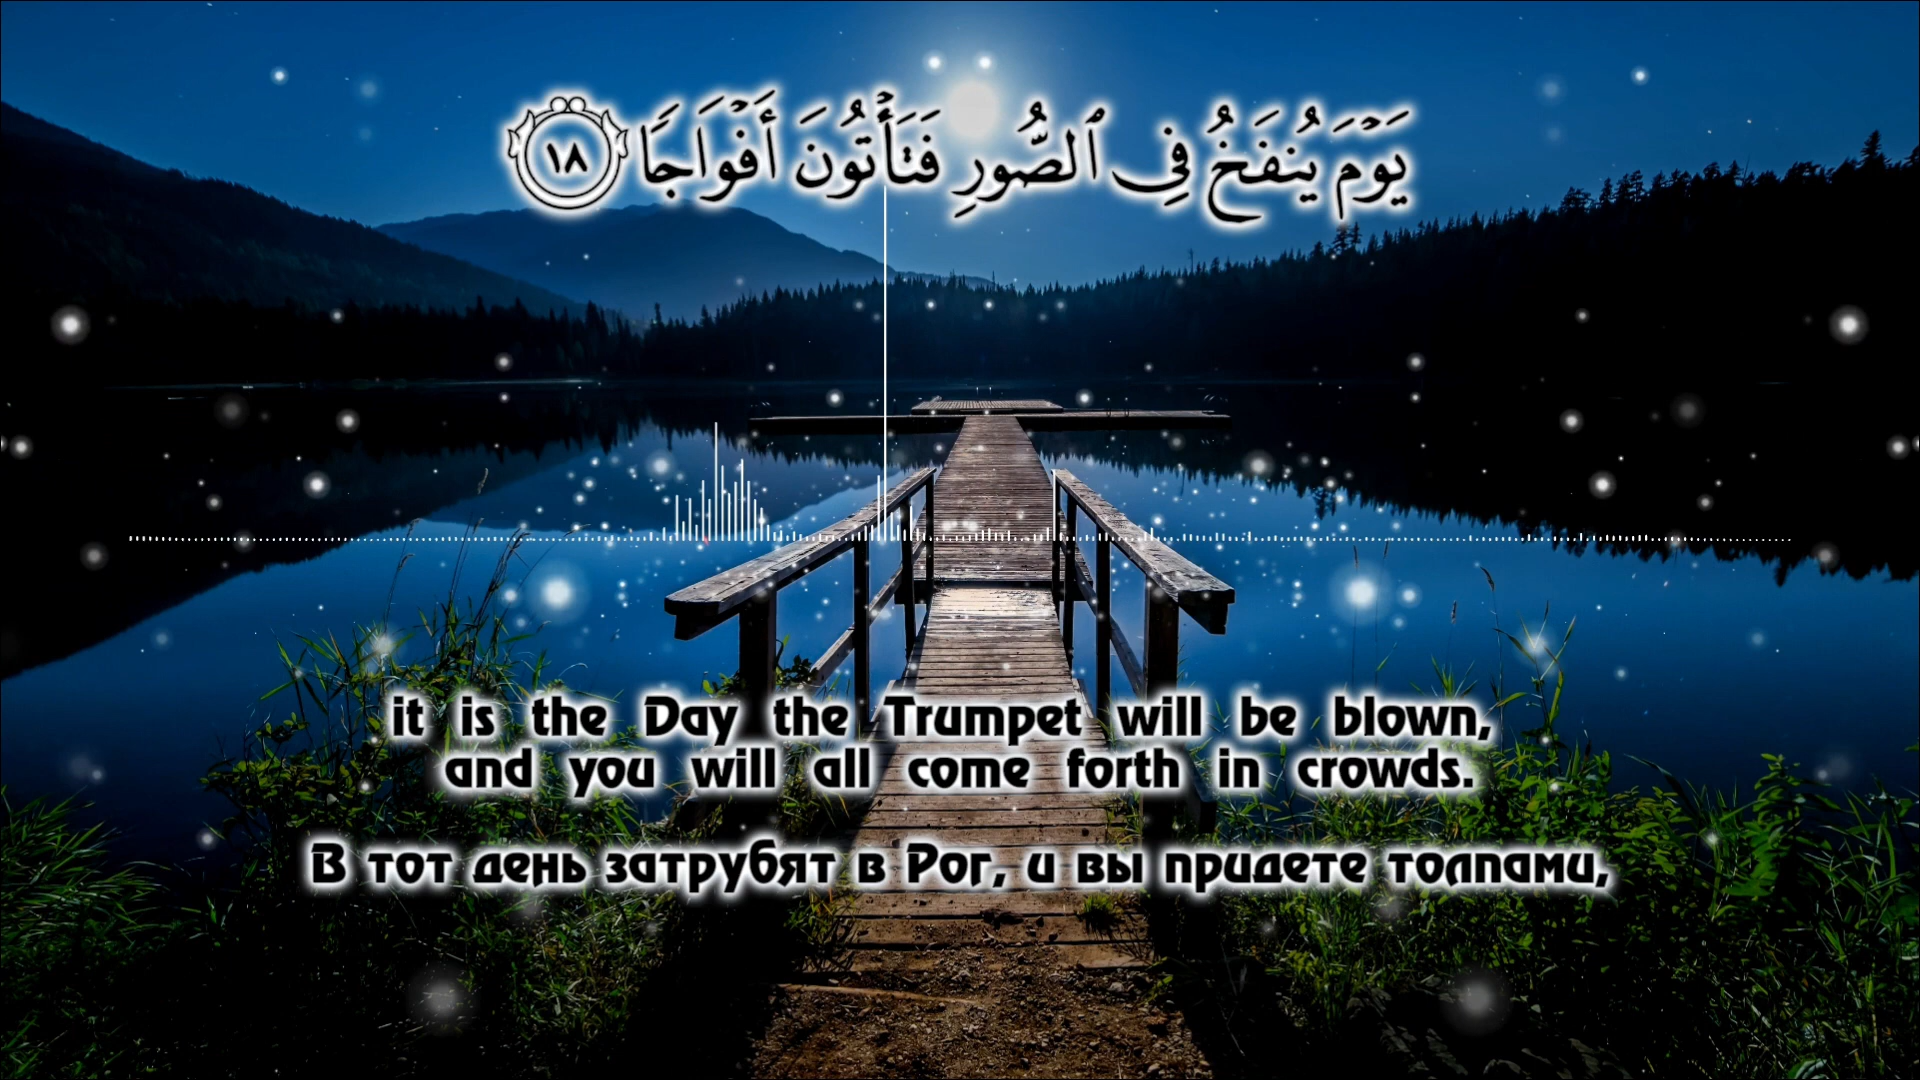 يَوْمَ يُنفَخُ فِى ٱلصُّورِ فَتَأْتُونَ أَفْوَاجًا ١٨
it is the Day the Trumpet will be blown,
and you will all come forth in crowds.
В тот день затрубят в Рог, и вы придете толпами,